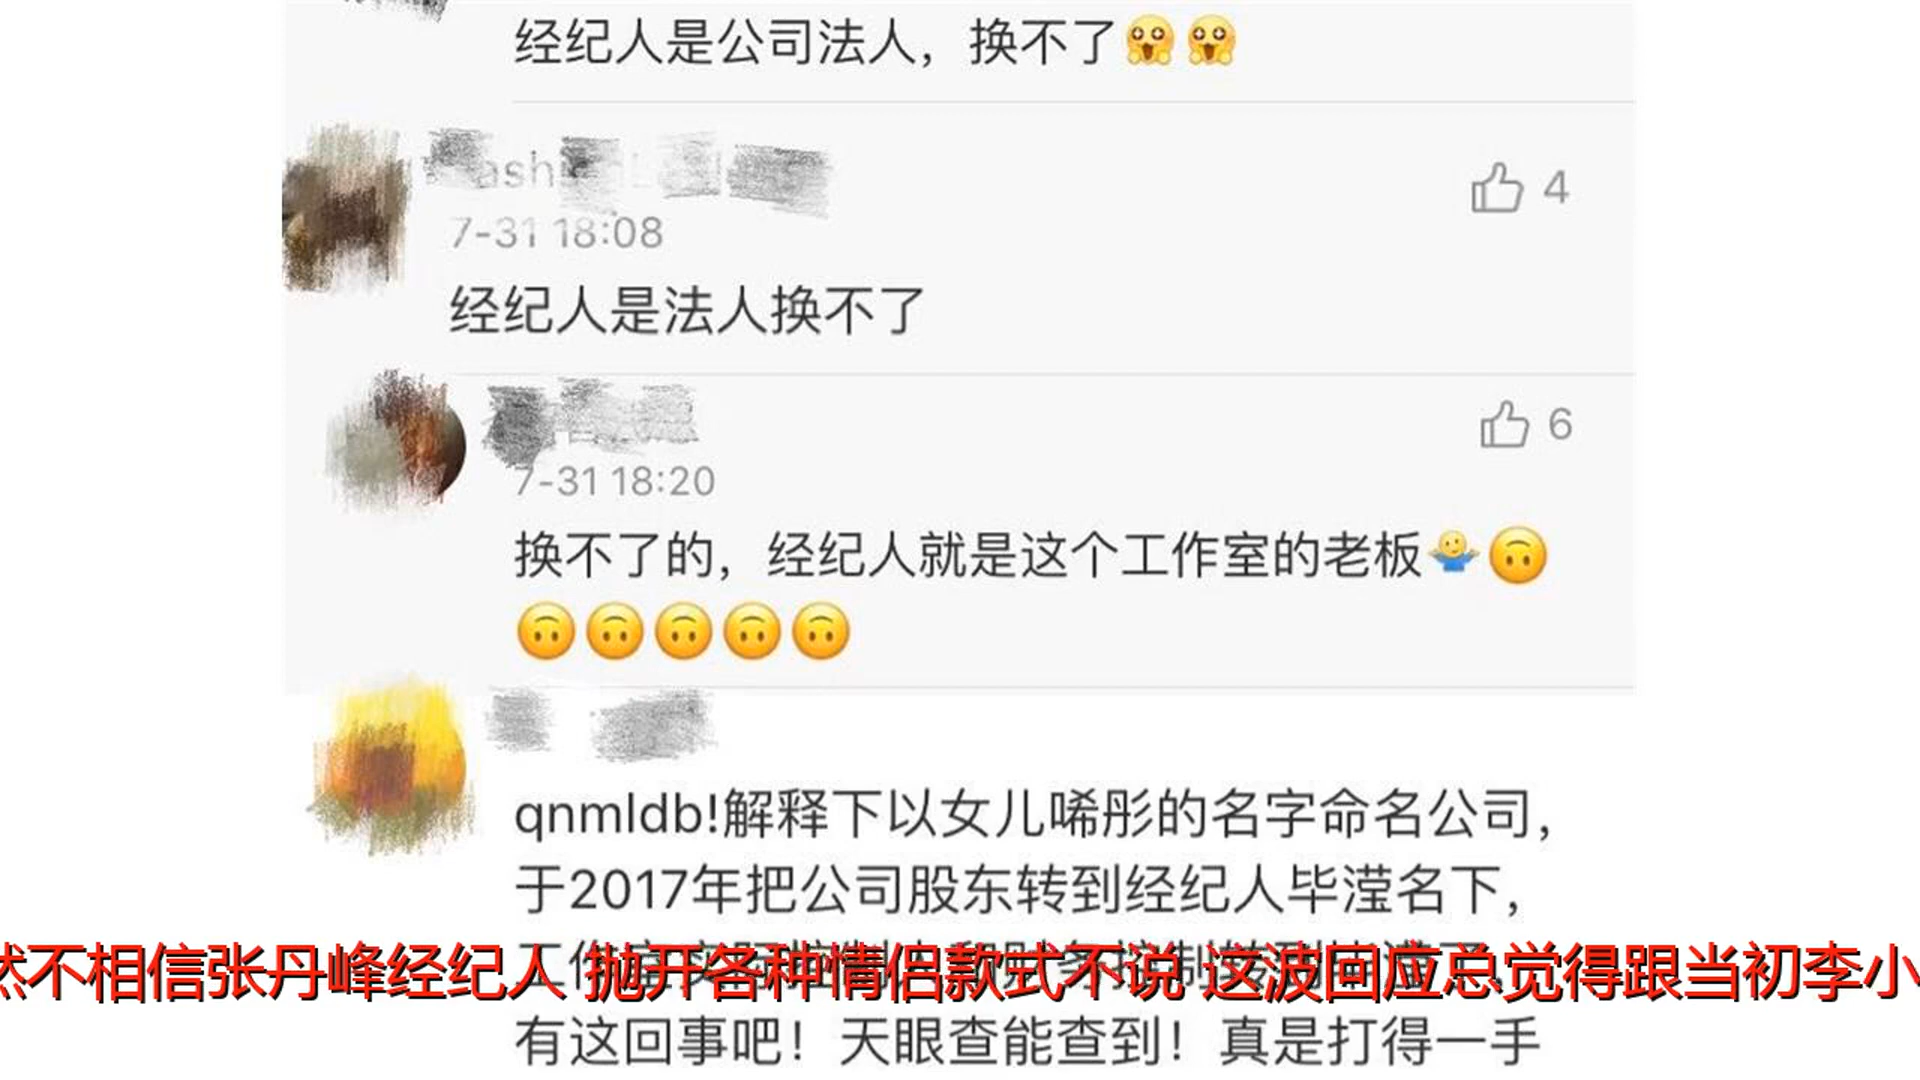 经纪人是公司法人，换不了
4
7-31 18:08
经纪人是法人换不了
6
7-31 18:20
换不了的，经纪人就是这个工作室的老板
qnmldb!解释下以女儿唏彤的名字命名公司，
于2017年把公司股东转到经纪人毕滢名下，
然不相信张丹峰经纪人 抛开各种情侣款式不说 这波回应总觉得跟当初李小
有这回事吧！天眼查能查到！真是打得一手